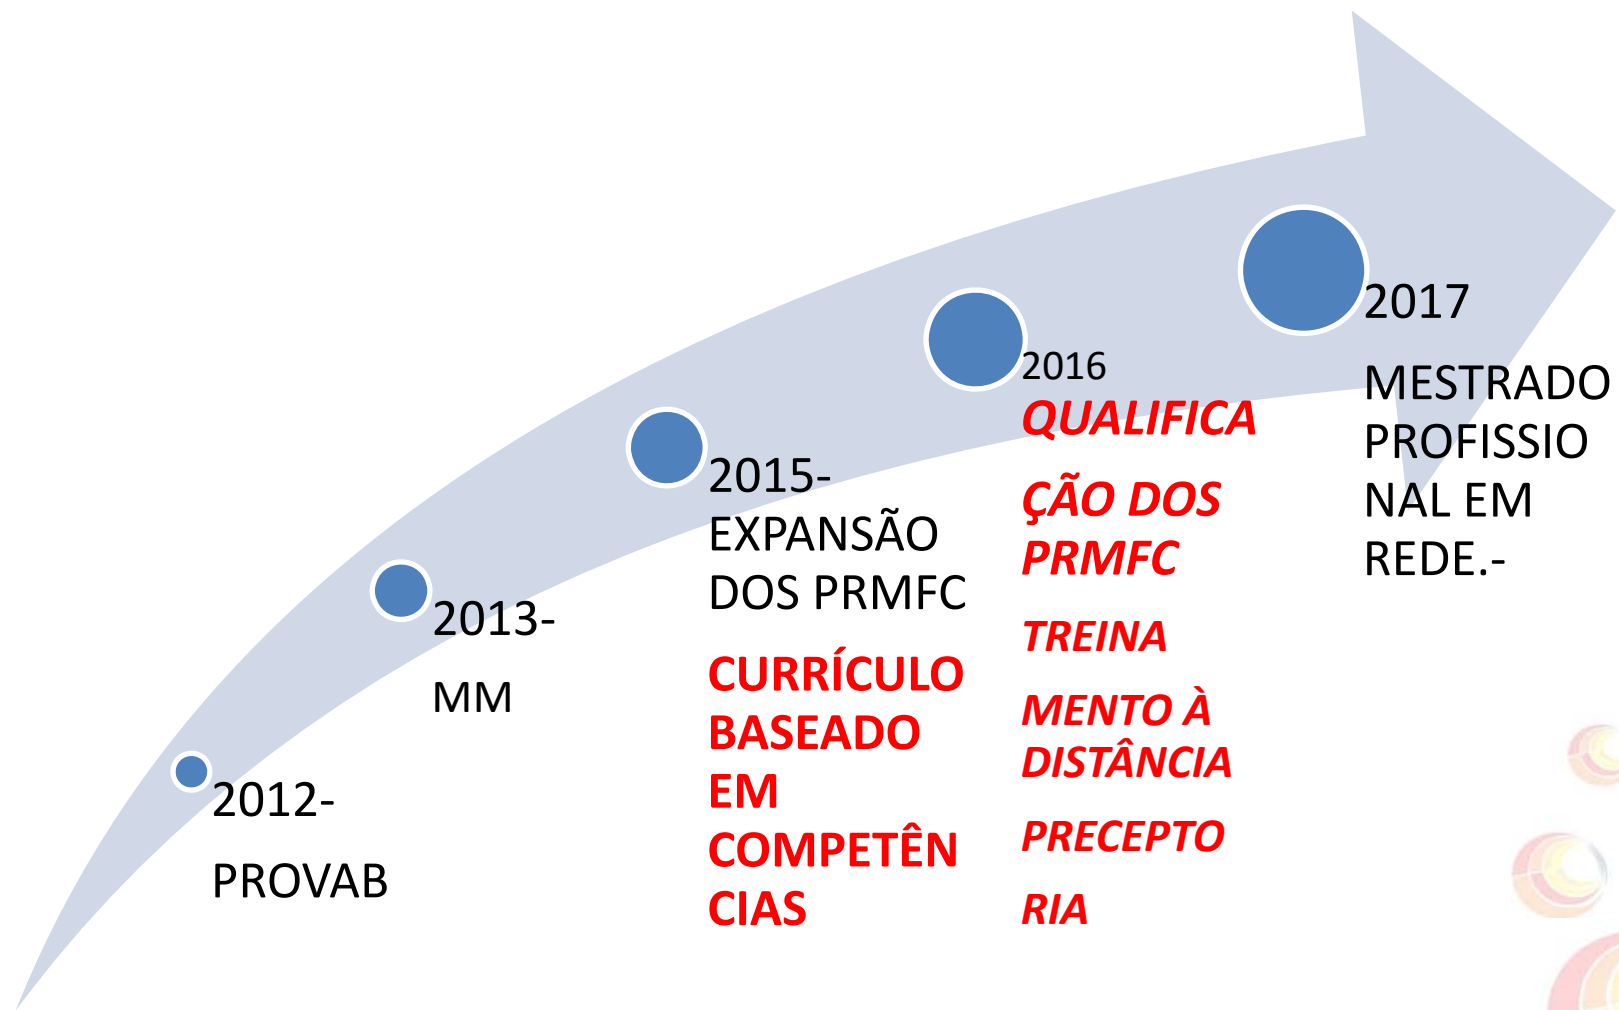 2012-
PROVAB
2013-
MM
2015-
EXPANSÃO
DOS PRMFC
CURRÍCULO
BASEADO
EM
COMPETÊN
CIAS
2016
QUALIFICA
ÇÃO DOS
PRMFC
TREINA
MENTO À
DISTÂNCIA
PRECEPTO
RIA
2017
MESTRADO
PROFISSIO
NAL EM
REDE.-